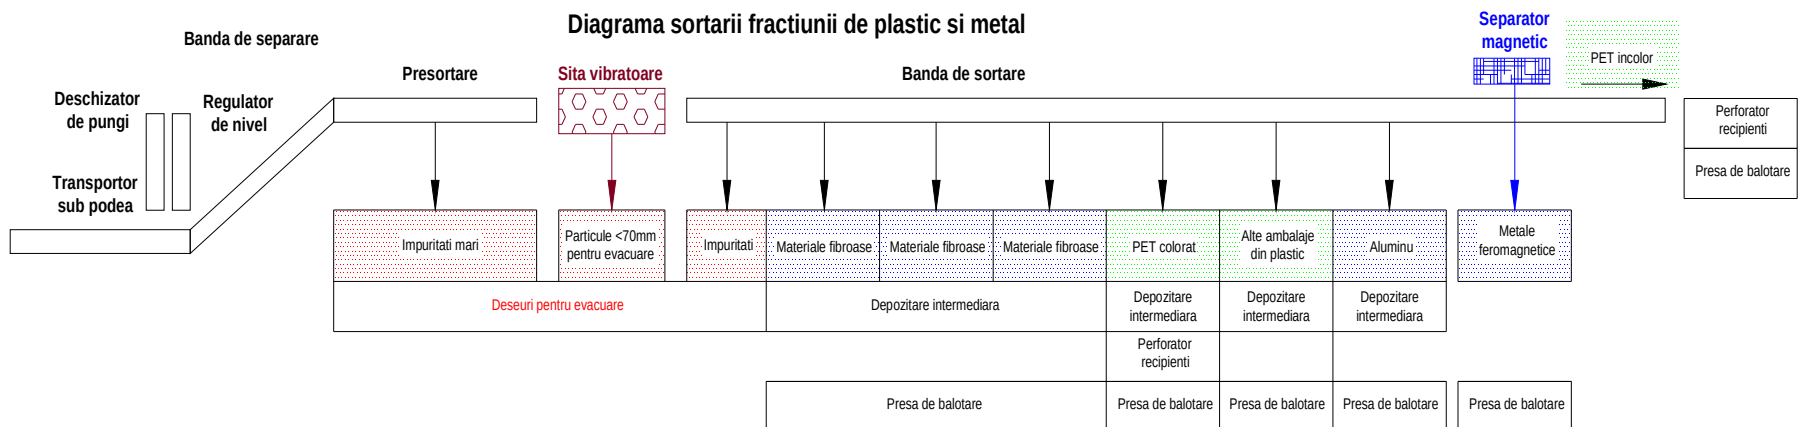 Diagrama sortarii fractiunii de plastic si metal
Separator
magnetic
Banda de separare
PET incolor
Presortare
Sita vibratoare
Banda de sortare
Deschizator
de pungi
Regulator
de nivel
Perforator
recipienti
Presa de balotare
Transportor
sub podea
Impuritati mari
Particule <70mm
pentru evacuare
Impuritati
Materiale fibroase
Materiale fibroase
Materiale fibroase
PET colorat
Alte ambalaje
din plastic
Aluminu
Metale
feromagnetice
Deseuri pentru evacuare
Depozitare intermediara
Depozitare
intermediara
Depozitare
intermediara
Depozitare
intermediara
Perforator
recipienti
Presa de balotare
Presa de balotare
Presa de balotare
Presa de balotare
Presa de balotare